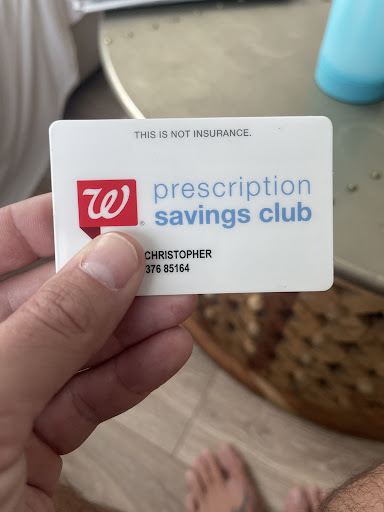 THIS IS NOT INSURANCE.
W®
prescription
savings club
CHRISTOPHER
376 85164